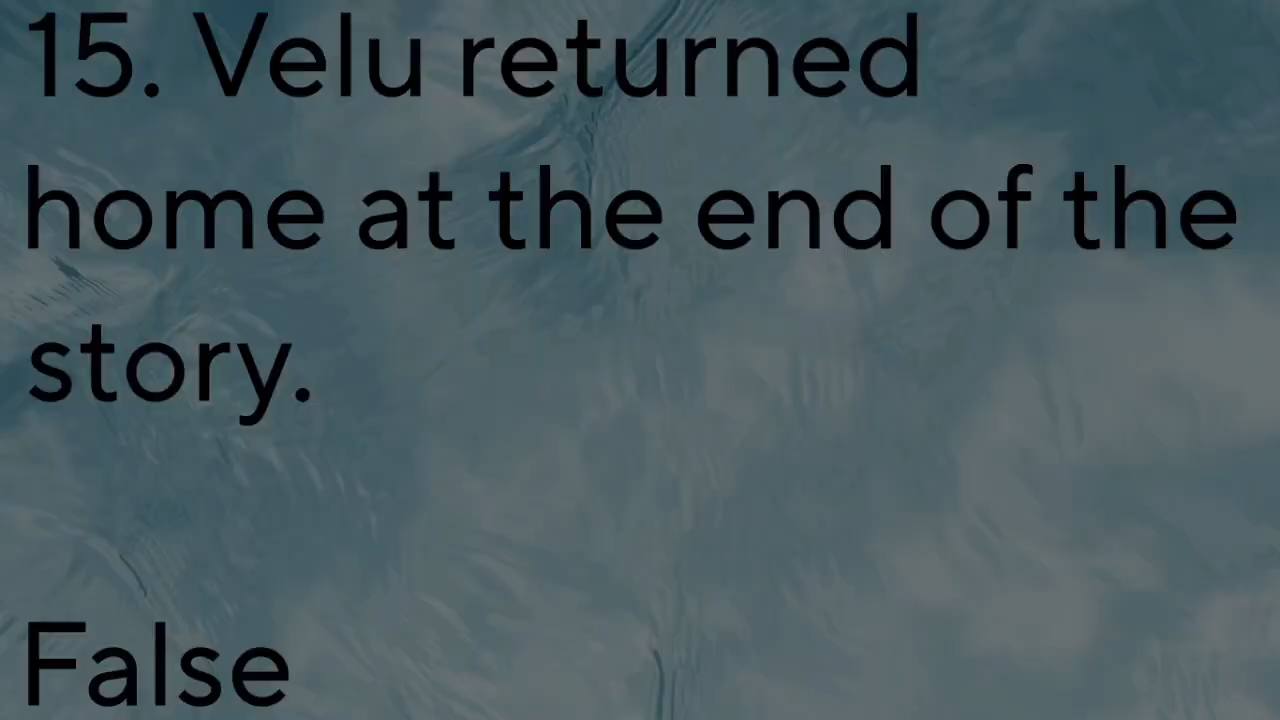 15. Velu returned
home at the end of the
story.
False